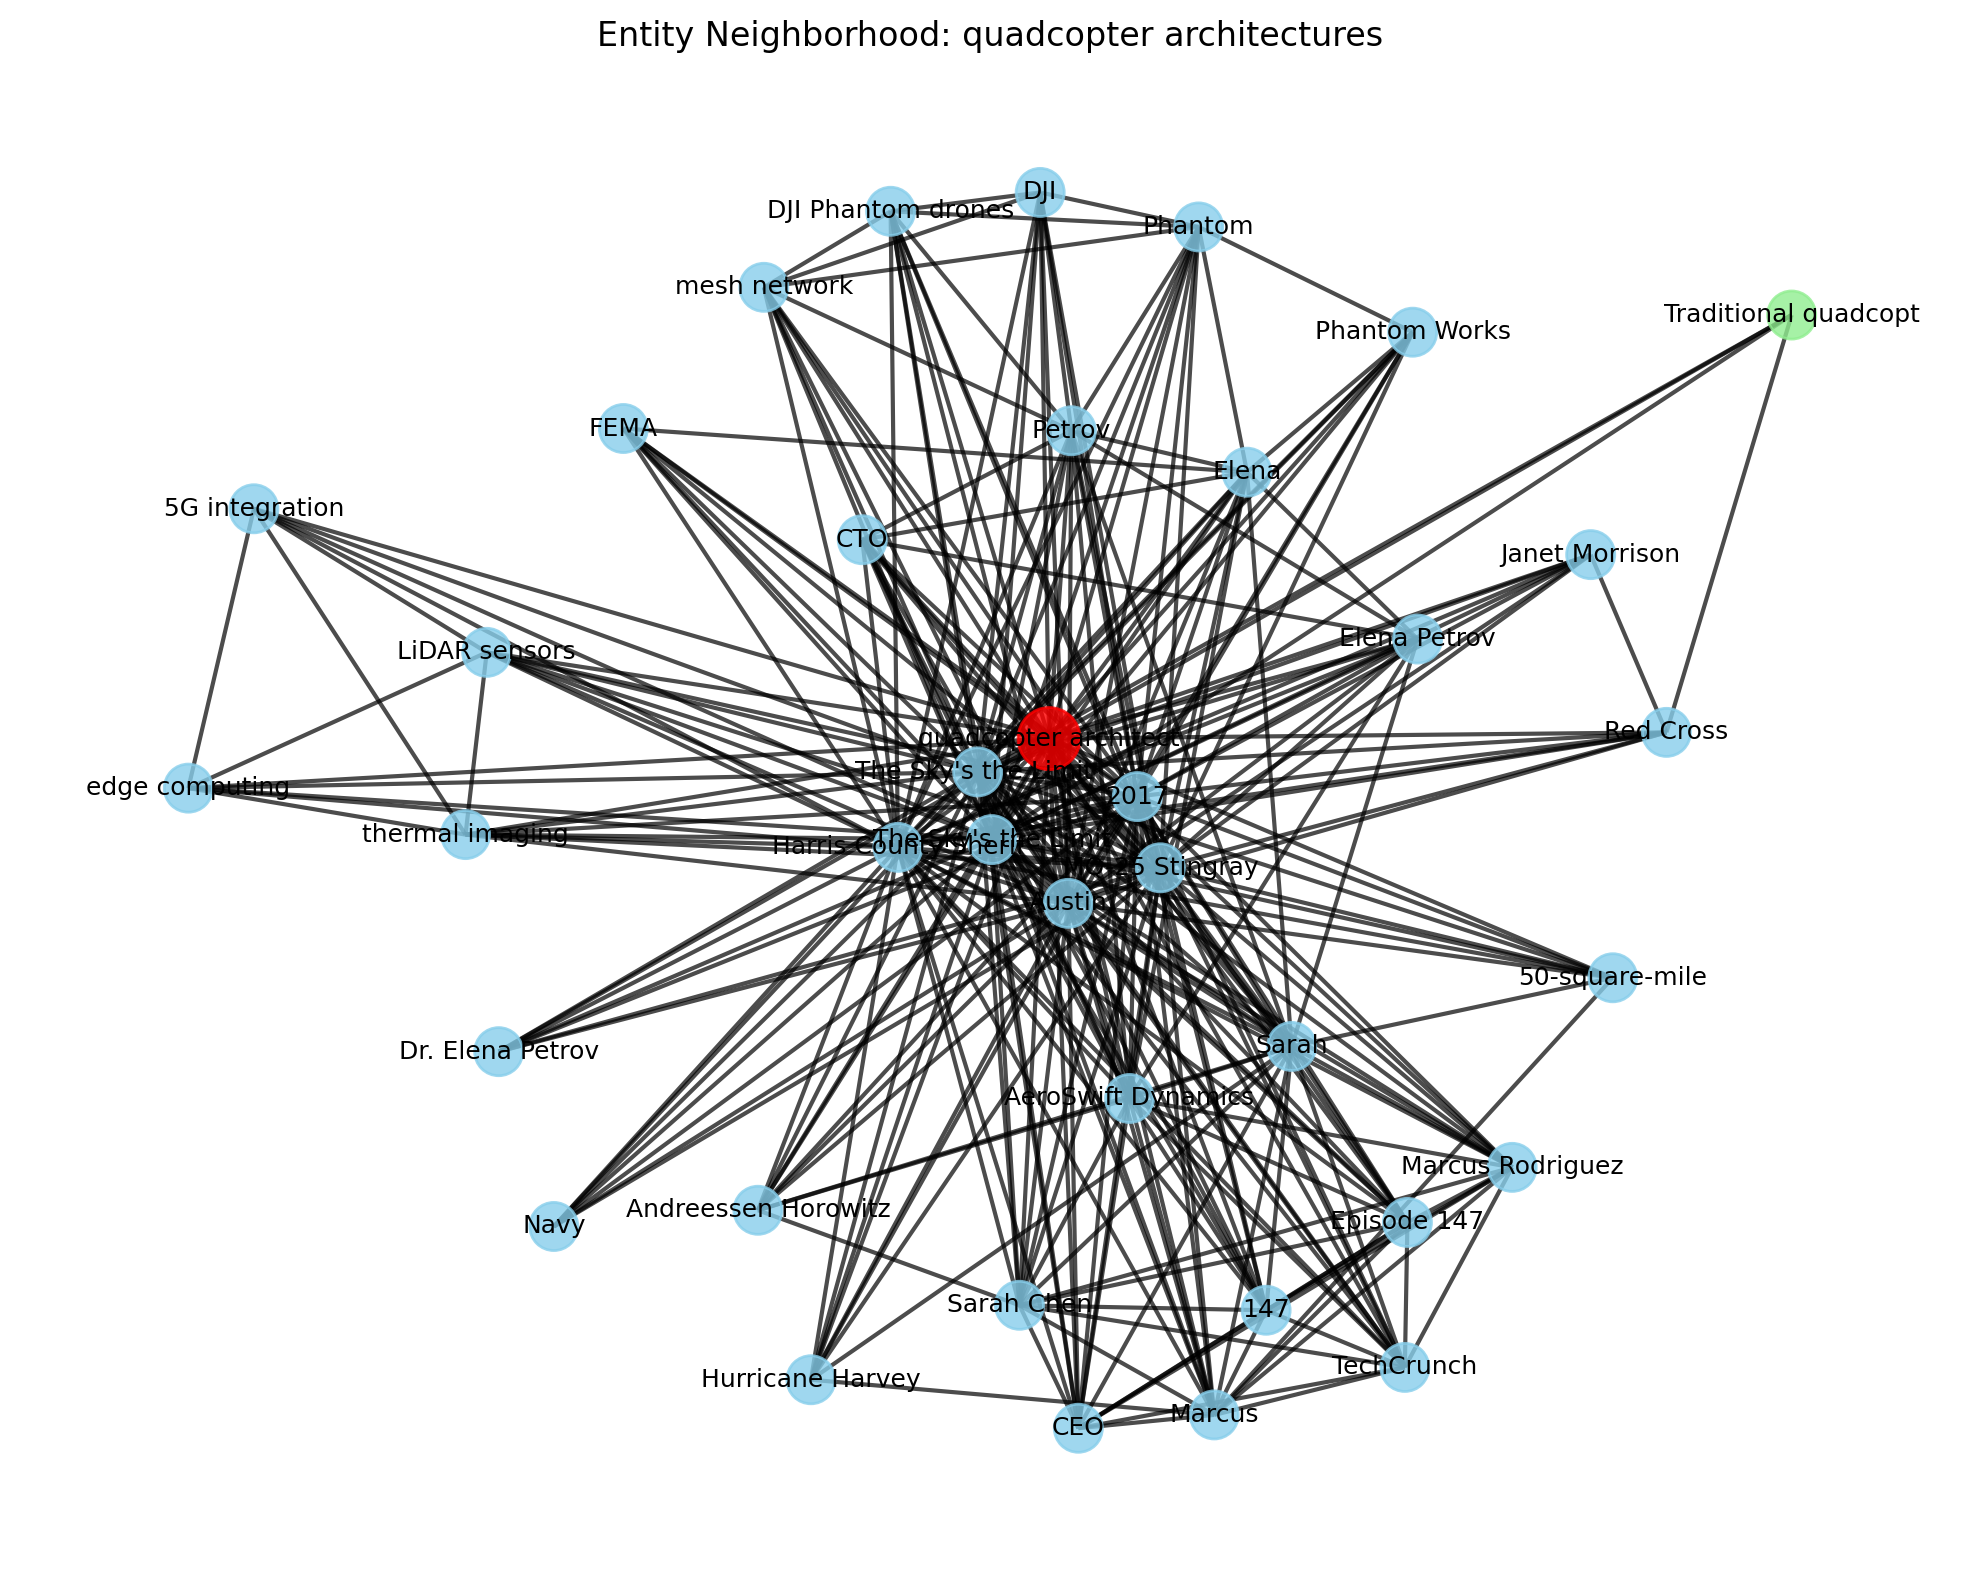 Entity Neighborhood: quadcopter architectures
DJI
DJI Phantom drones
Phantom
mesh network
Traditional quadcopt
Phantom Works
FEMA
Petrov
Elena
5G integration
CTO
Janet Morrison
Elena Petrov
LiDAR sensors
Red Cross
quadcopter architect
The Sky's the Limit
edge computing
2017
thermal imaging
The Sky's the Limit
Harris County Sheri
25 Stingray
Austin
50-square-mile
Sarah
Dr. Elena Petrov
AeroSwift Dynamics
Marcus Rodriguez
Andreessen Horowitz
Episode 147
Navy
Sarah Chen
147
TechCrunch
Hurricane Harvey
Marcus
CEO